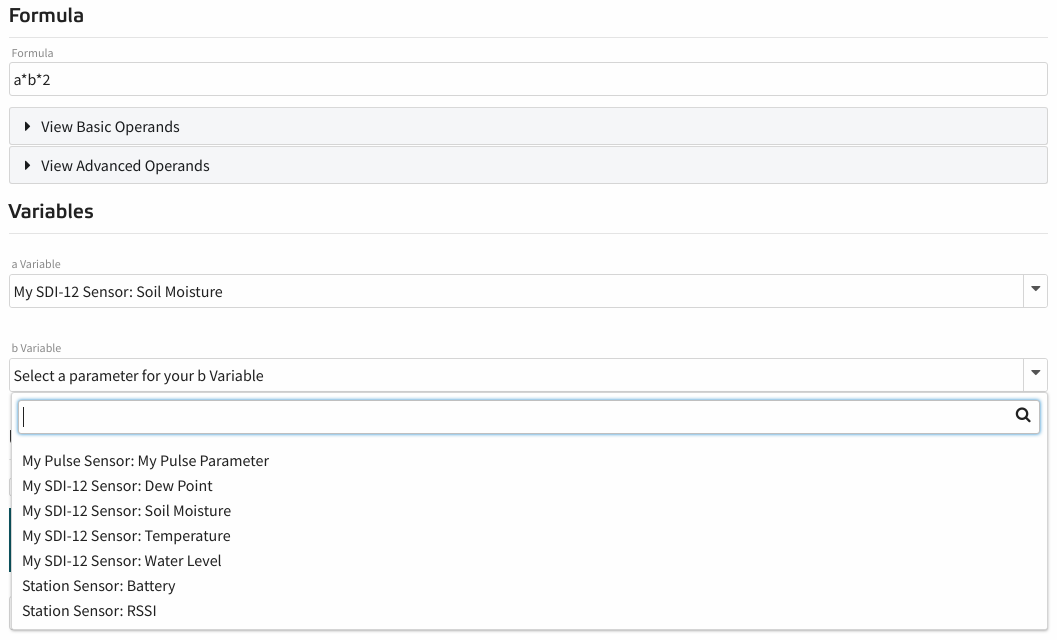 Formula
Formula
a*b*2
View Basic Operands
View Advanced Operands
Variables
a Variable
My SDI-12 Sensor: Soil Moisture
b Variable
Select a parameter for your b Variable
My Pulse Sensor: My Pulse Parameter
My SDI-12 Sensor: Dew Point
My SDI-12 Sensor: Soil Moisture
My SDI-12 Sensor: Temperature
My SDI-12 Sensor: Water Level
Station Sensor: Battery
Station Sensor: RSSI